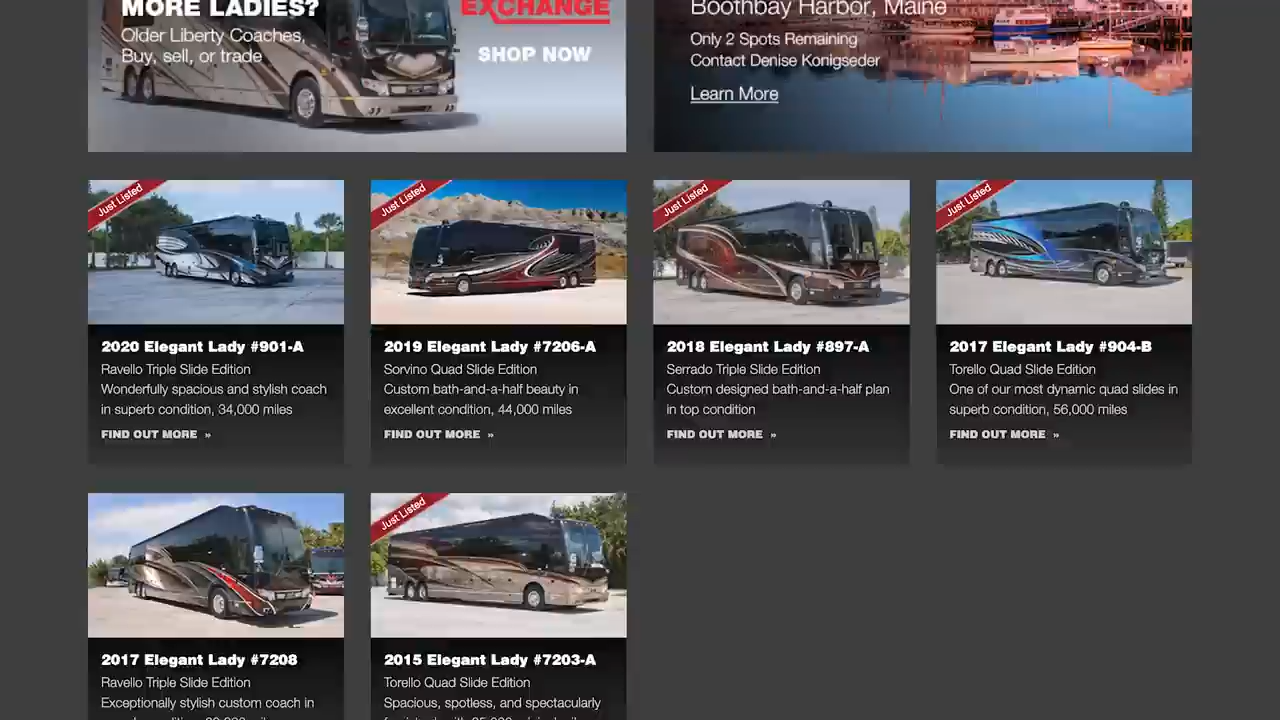 MORE LADIES?
Older Liberty Coaches,
Buy, sell, or trade
EXCHANGE
SHOP NOW
Boothbay Harbor, Maine
Only 2 Spots Remaining
Contact Denise Konigseder
Learn More
Just Listed
2020 Elegant Lady #901-A
Ravello Triple Slide Edition
Wonderfully spacious and stylish coach
in superb condition, 34,000 miles
FIND OUT MORE »
Just Listed
2019 Elegant Lady #7206-A
Sorvino Quad Slide Edition
Custom bath-and-a-half beauty in
excellent condition, 44,000 miles
FIND OUT MORE »
Just Listed
2018 Elegant Lady #897-A
Serrado Triple Slide Edition
Custom designed bath-and-a-half plan
in top condition
FIND OUT MORE »
Just Listed
2017 Elegant Lady #904-B
Torello Quad Slide Edition
One of our most dynamic quad slides in
superb condition, 56,000 miles
FIND OUT MORE »
2017 Elegant Lady #7208
Ravello Triple Slide Edition
Exceptionally stylish custom coach in
Just Listed
2015 Elegant Lady #7203-A
Torello Quad Slide Edition
Spacious, spotless, and spectacularly